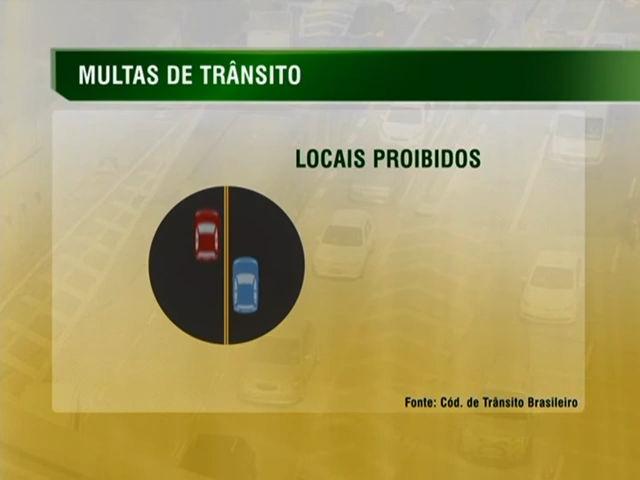 MULTAS DE TRÂNSITO
LOCAIS PROIBIDOS
Fonte: Cód. de Trânsito Brasileiro